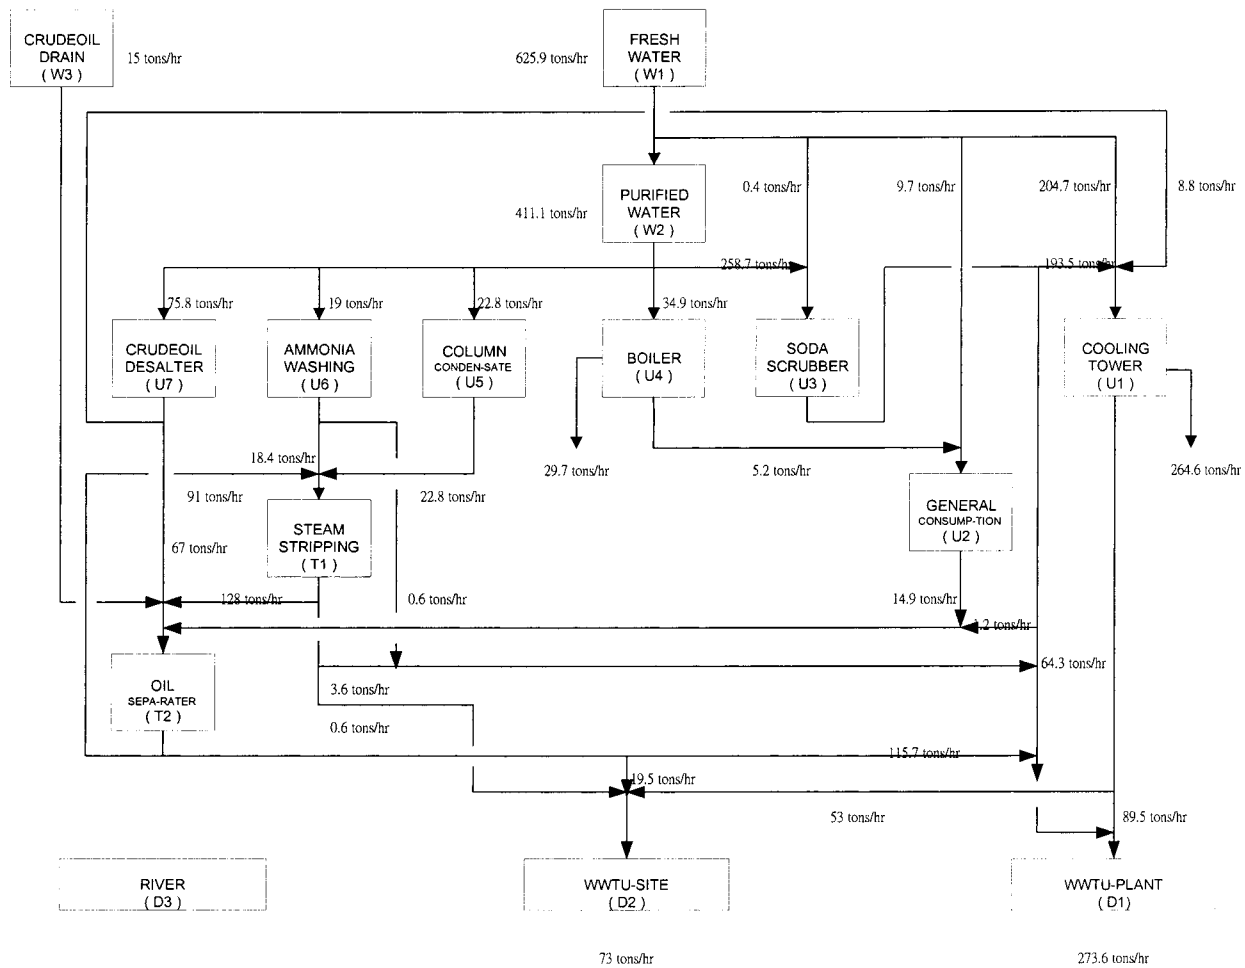 CRUDEOIL
DRAIN
( W3 )
15 tons/hr
625.9 tons/hr
FRESH
WATER
( W1 )
PURIFIED
WATER
( W2 )
411.1 tons/hr
0.4 tons/hr
9.7 tons/hr
204.7 tons/hr
8.8 tons/hr
258.7 tons/hr
193.5 tons/hr
75.8 tons/hr
19 tons/hr
22.8 tons/hr
34.9 tons/hr
CRUDEOIL
DESALTER
( U7 )
AMMONIA
WASHING
( U6 )
COLUMN
CONDEN-SATE
( U5 )
BOILER
( U4 )
SODA
SCRUBBER
( U3 )
COOLING
TOWER
( U1 )
18.4 tons/hr
29.7 tons/hr
5.2 tons/hr
264.6 tons/hr
91 tons/hr
22.8 tons/hr
STEAM
STRIPPING
( T1 )
GENERAL
CONSUMP-TION
( U2 )
67 tons/hr
128 tons/hr
0.6 tons/hr
14.9 tons/hr
tons/hr
64.3 tons/hr
OIL
SEPA-RATER
( T2 )
3.6 tons/hr
0.6 tons/hr
115.7 tons/hr
19.5 tons/hr
53 tons/hr
89.5 tons/hr
RIVER
( D3 )
WWTU-SITE
( D2 )
WWTU-PLANT
( D1)
73 tons/hr
273.6 tons/hr